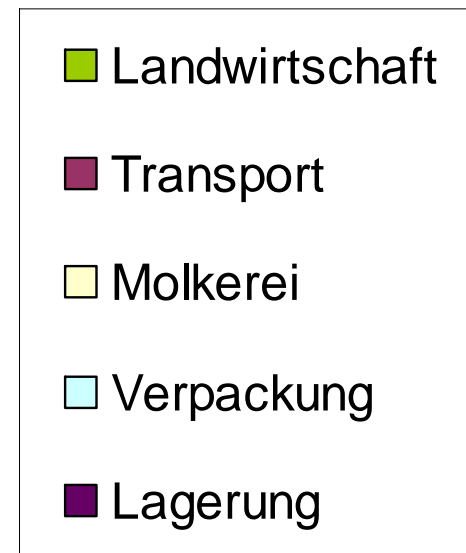 Landwirtschaft
Transport
Molkerei
Verpackung
Lagerung